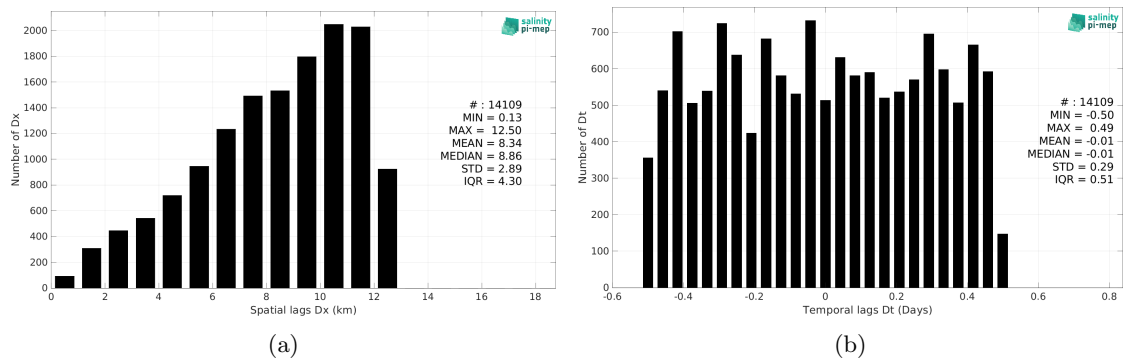 2000
1800
1600
1400
1200
1000
800
600
400
200
0
Number of Dx
0 2 4 6 8 10 12 14 16 18
Spatial lags Dx (km)
salinity
pi-mep
# : 14109
MIN = 0.13
MAX = 12.50
MEAN = 8.34
MEDIAN = 8.86
STD = 2.89
IQR = 4.30
(a)
700
600
500
400
300
200
100
0
Number of Dt
-0.6 -0.4 -0.2 0 0.2 0.4 0.6 0.8
Temporal lags Dt (Days)
salinity
pi-mep
# : 14109
MIN = -0.50
MAX = 0.49
MEAN = -0.01
MEDIAN = -0.01
STD = 0.29
IQR = 0.51
(b)